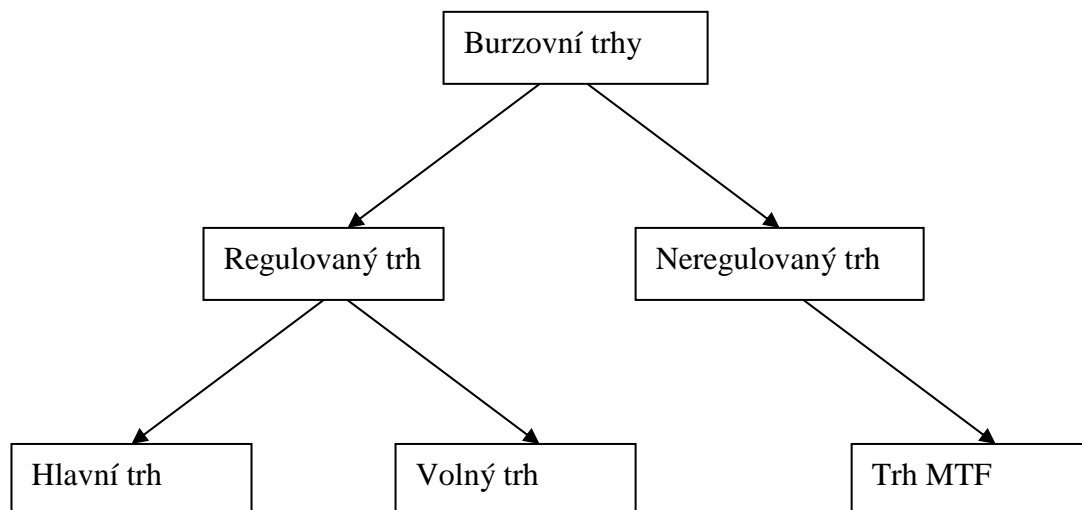 Burzovní trhy
Regulovaný trh
Neregulovaný trh
Hlavní trh
Volný trh
Trh MTF